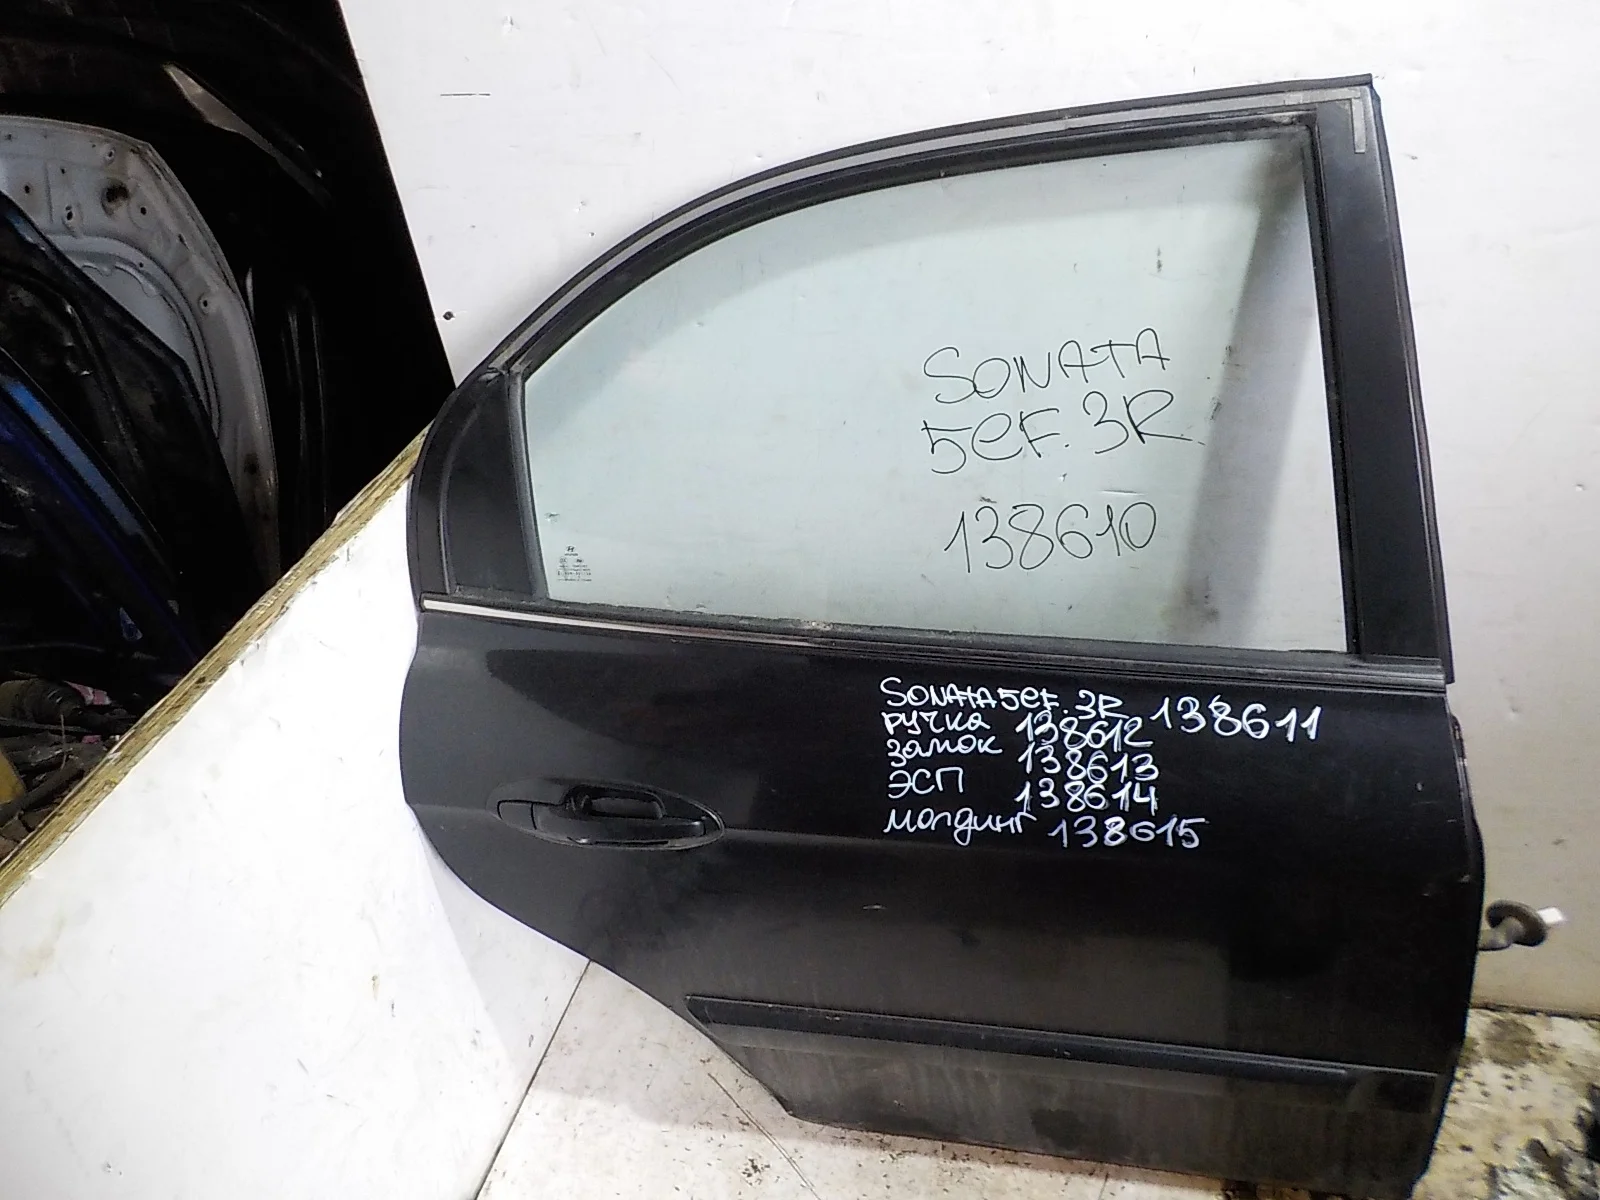 SONATA
5eF. 3R
138610
SONATA5eF. 3R 138611
ручка 138612
замок 138613
ЭСП 138614
молдинг 138615